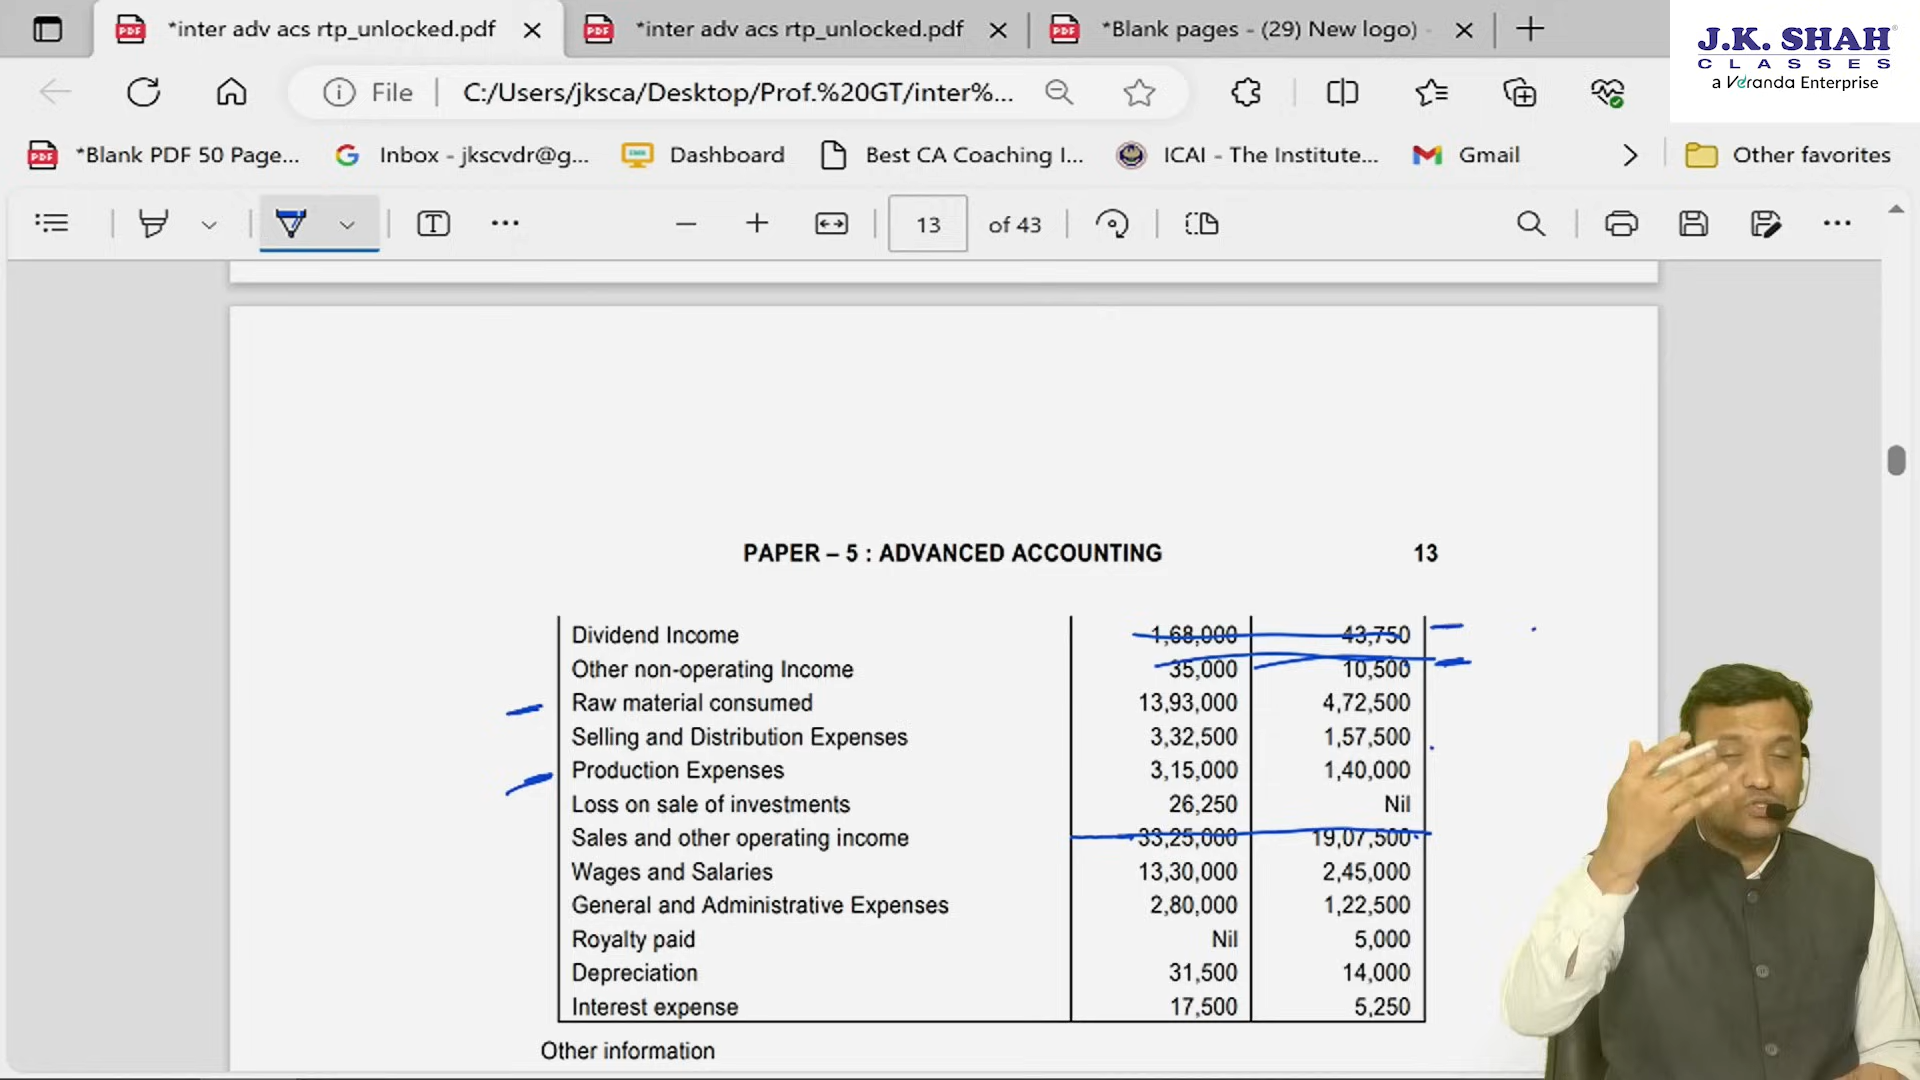 *inter adv acs rtp_unlocked.pdf
*inter adv acs rtp_unlocked.pdf
*Blank pages - (29) New logo) -
J.K. SHAH
CLASSES
a Veranda Enterprise
File
C:/Users/jksca/Desktop/Prof.%20GT/inter%...
*Blank PDF 50 Page...
Inbox - jkscvdr@g...
Dashboard
Best CA Coaching I...
ICAI - The Institute...
Gmail
Other favorites
13 of 43
PAPER – 5 : ADVANCED ACCOUNTING 13
Dividend Income 1,68,000 43,750
Other non-operating Income 35,000 10,500
Raw material consumed 13,93,000 4,72,500
Selling and Distribution Expenses 3,32,500 1,57,500
Production Expenses 3,15,000 1,40,000
Loss on sale of investments 26,250 Nil
Sales and other operating income 33,25,000 19,07,500
Wages and Salaries 13,30,000 2,45,000
General and Administrative Expenses 2,80,000 1,22,500
Royalty paid Nil 5,000
Depreciation 31,500 14,000
Interest expense 17,500 5,250
Other information